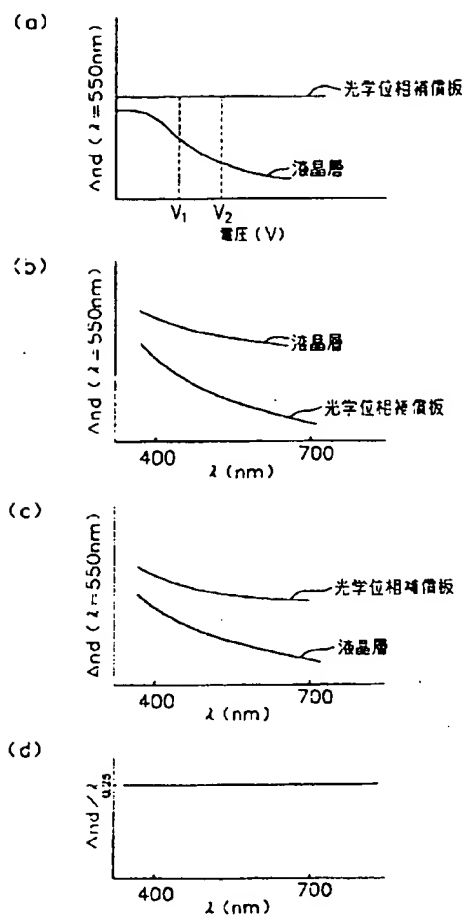 (a)
Δnd (λ=550nm)
光学位相補償板
液晶層
V₁ V₂
電圧 (V)
(b)
Δnd (λ=550nm)
液晶層
光学位相補償板
400 700
λ (nm)
(c)
Δnd (λ=550nm)
光学位相補償板
液晶層
400 700
λ (nm)
(d)
Δnd/λ
400 700
λ (nm)